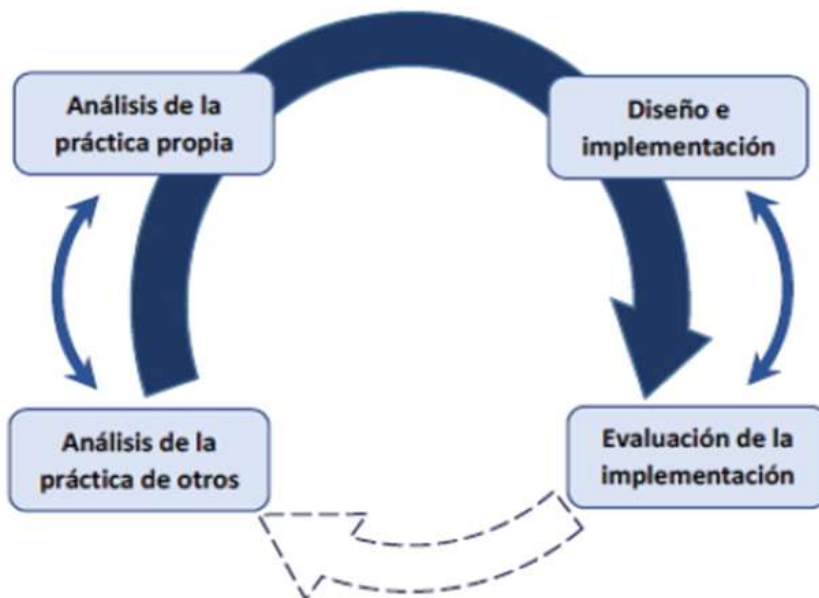 Análisis de la
práctica propia
Diseño e
implementación
Análisis de la
práctica de otros
Evaluación de la
implementación